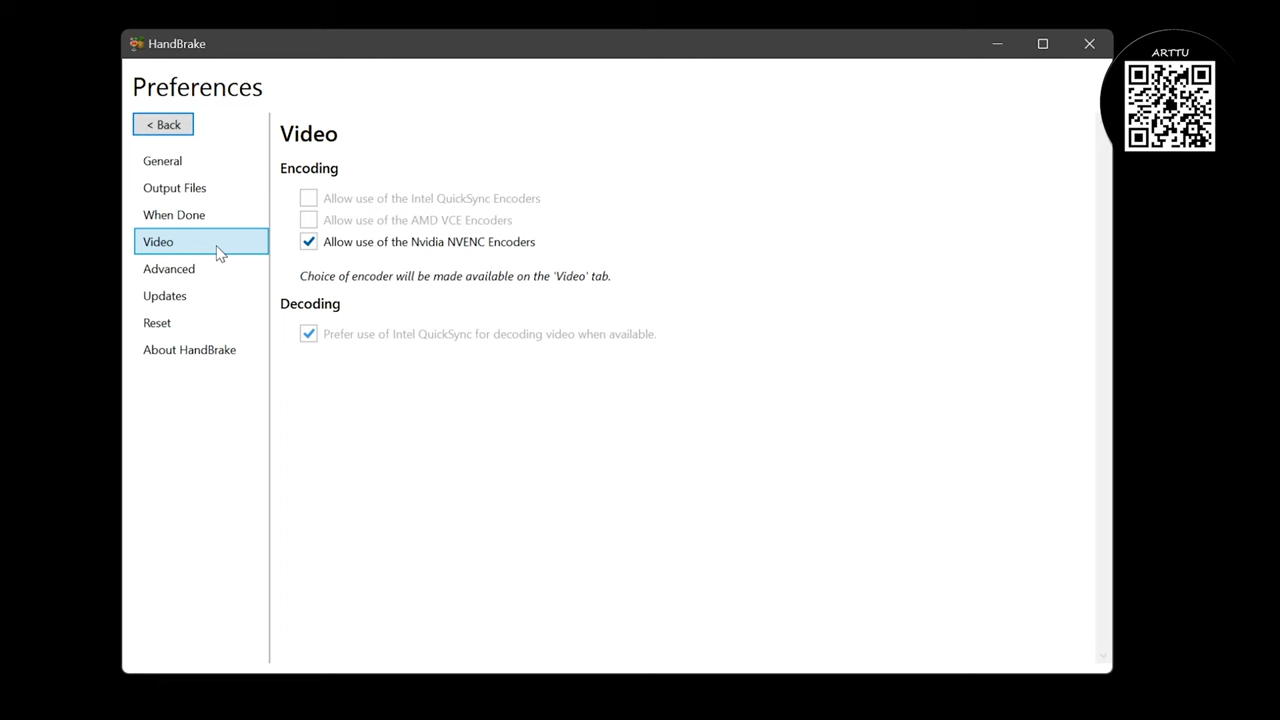 HandBrake
ARTTU
Preferences
< Back
General
Output Files
When Done
Video
Advanced
Updates
Reset
About HandBrake
Video
Encoding
Allow use of the Intel QuickSync Encoders
Allow use of the AMD VCE Encoders
Allow use of the Nvidia NVENC Encoders
Choice of encoder will be made available on the 'Video' tab.
Decoding
Prefer use of Intel QuickSync for decoding video when available.